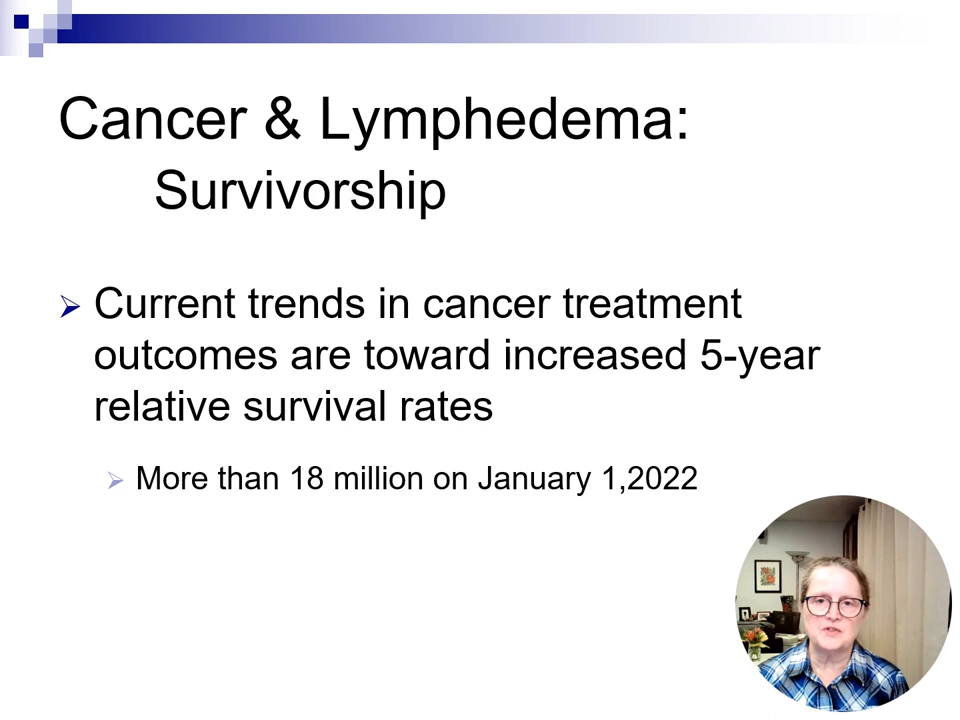 Cancer & Lymphedema:
Survivorship
Current trends in cancer treatment
outcomes are toward increased 5-year
relative survival rates
More than 18 million on January 1,2022